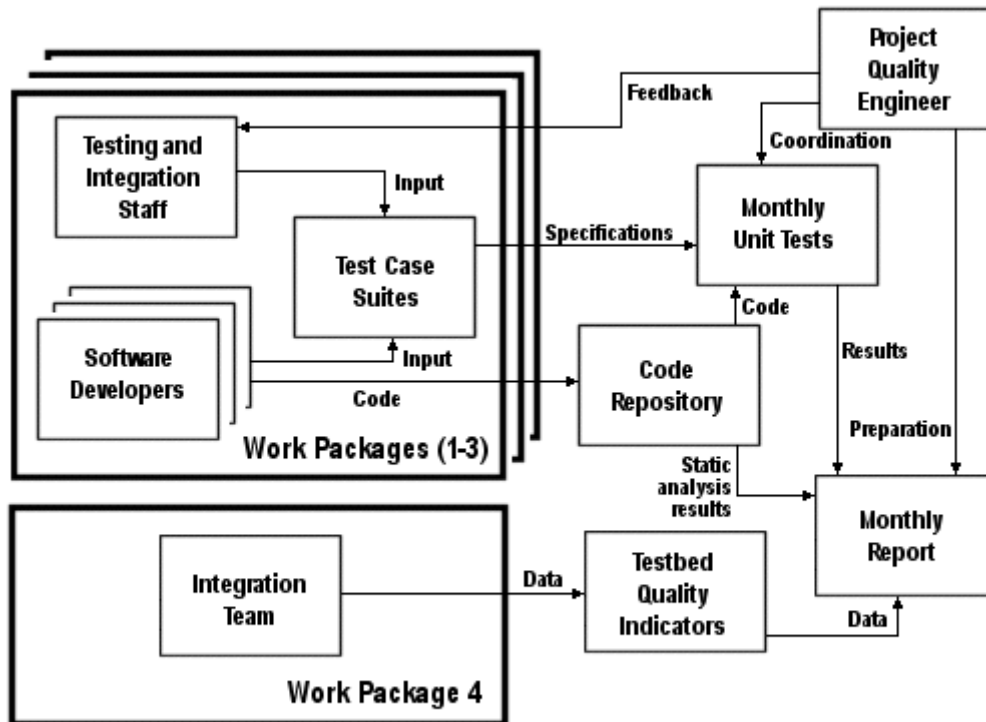 Project
Quality
Engineer
Feedback
Coordination
Testing and
Integration
Staff
Input
Monthly
Unit Tests
Specifications
Test Case
Suites
Code
Results
Software
Developers
Input
Code
Code
Repository
Work Packages (1-3)
Preparation
Static
analysis
results
Monthly
Report
Integration
Team
Data
Testbed
Quality
Indicators
Data
Work Package 4